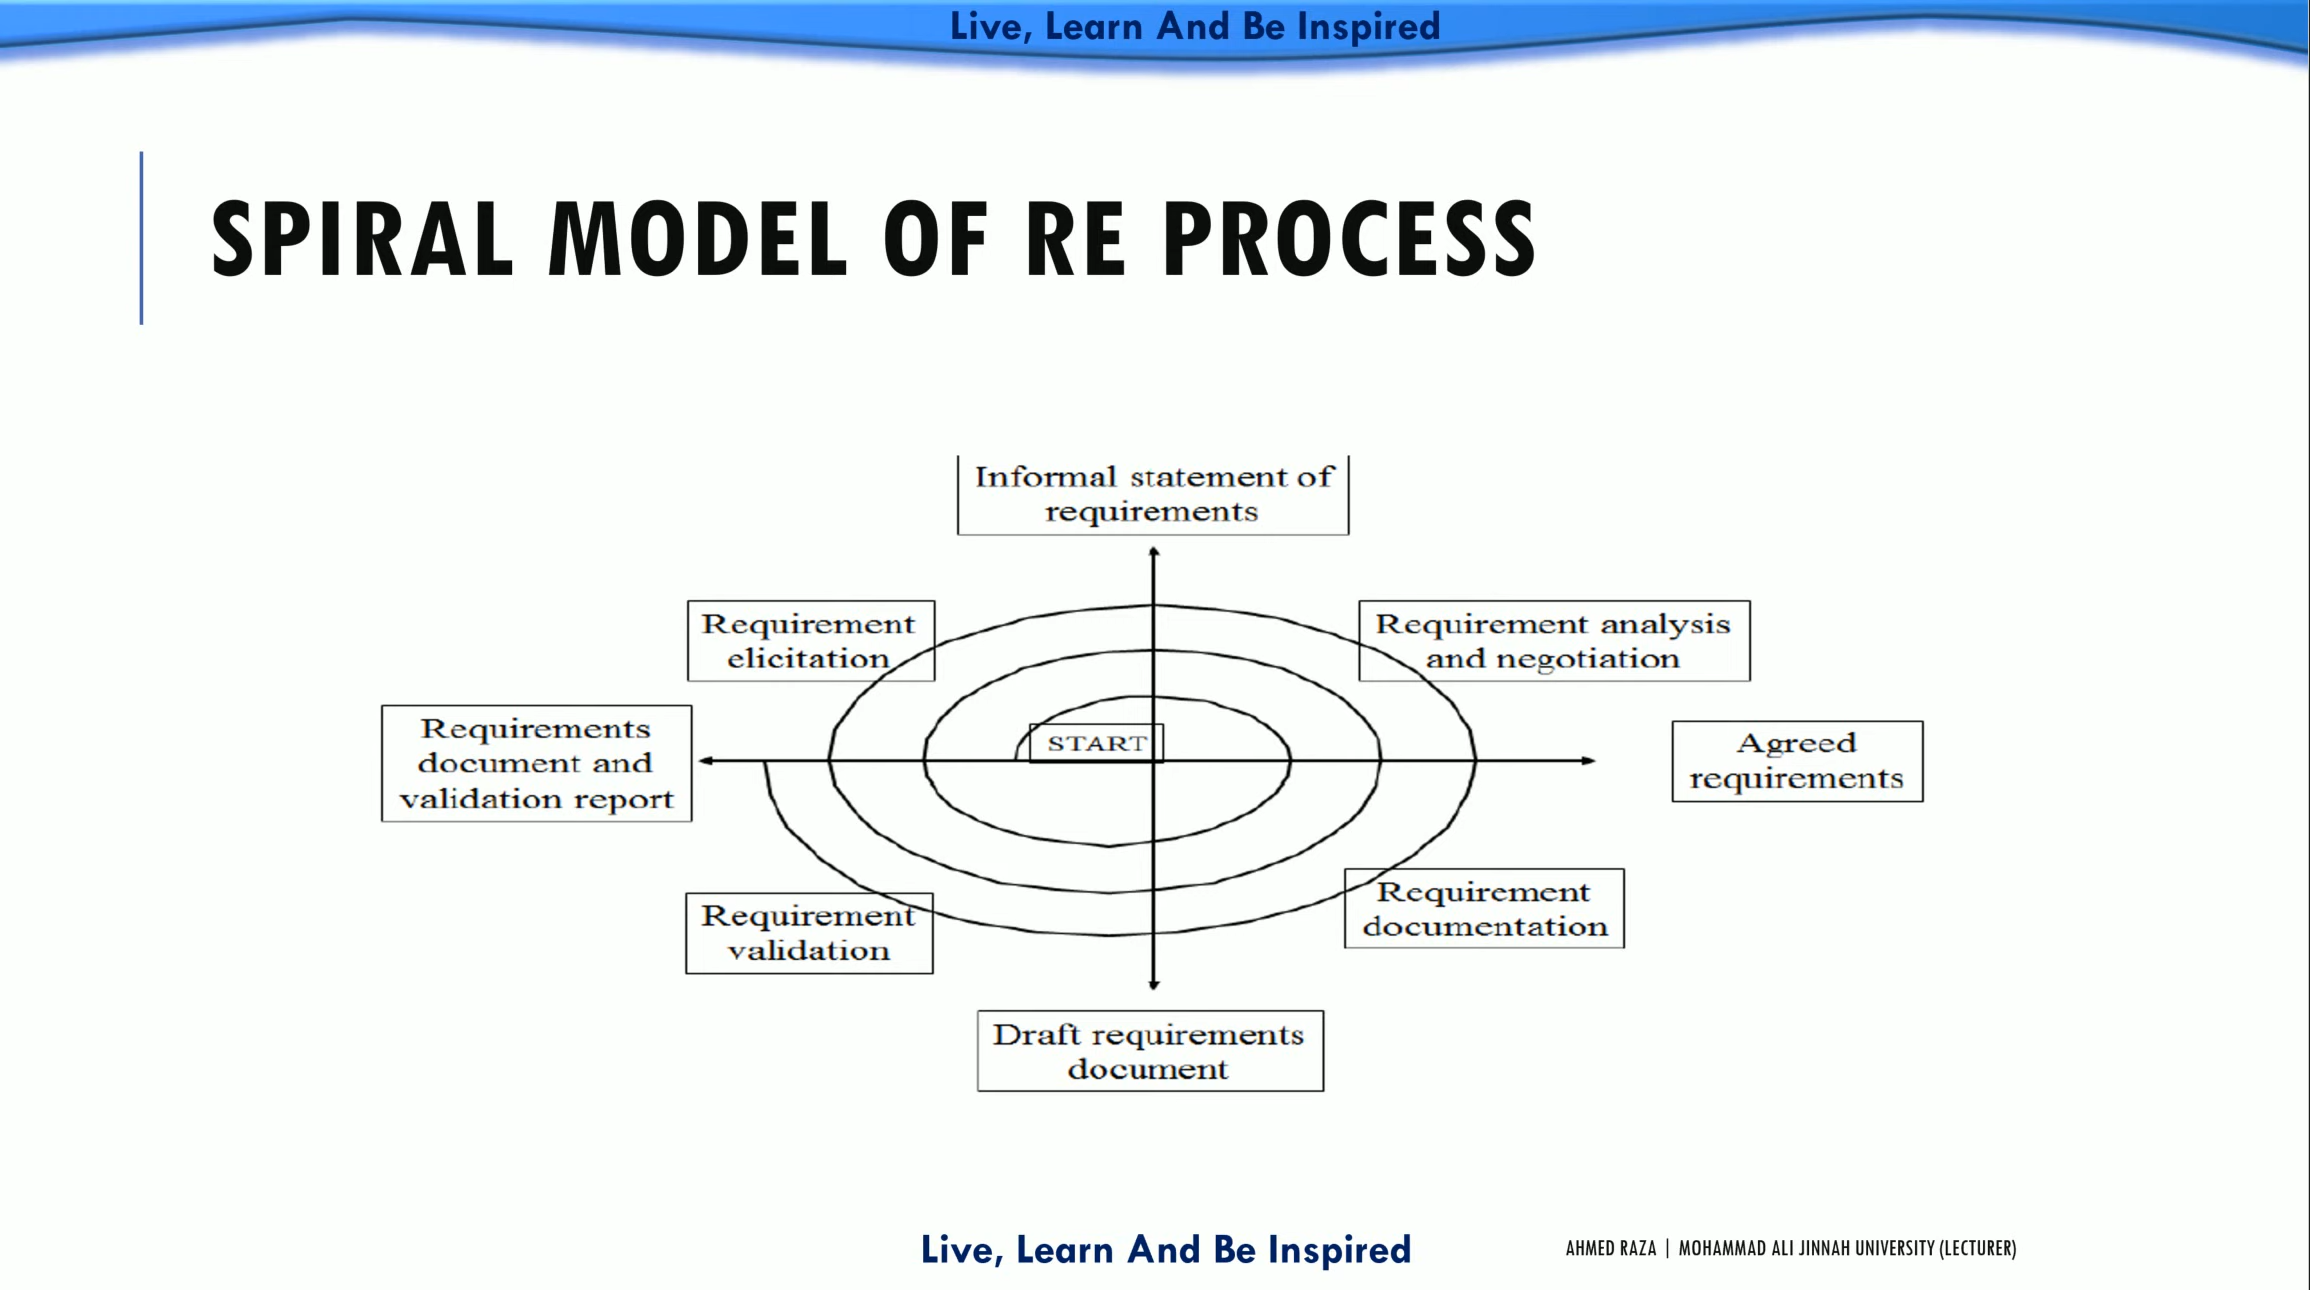 Live, Learn And Be Inspired
SPIRAL MODEL OF RE PROCESS
Informal statement of
requirements
Requirement
elicitation
Requirement analysis
and negotiation
Requirements
document and
validation report
START
Agreed
requirements
Requirement
validation
Requirement
documentation
Draft requirements
document
Live, Learn And Be Inspired
AHMED RAZA | MOHAMMAD ALI JINNAH UNIVERSITY (LECTURER)